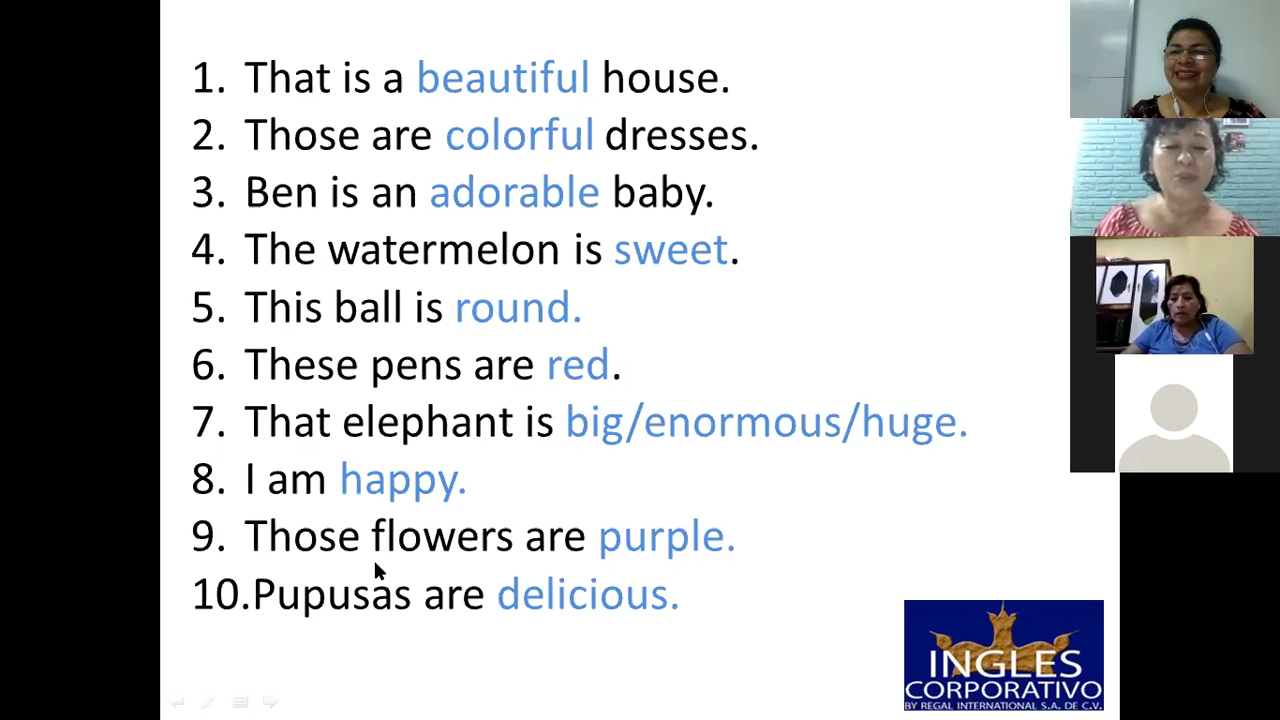 1. That is a beautiful house.
2. Those are colorful dresses.
3. Ben is an adorable baby.
4. The watermelon is sweet.
5. This ball is round.
6. These pens are red.
7. That elephant is big/enormous/huge.
8. I am happy.
9. Those flowers are purple.
10.Pupusas are delicious.
INGLES
CORPORATIVO
BY REGAL INTERNATIONAL S.A. DE C.V.